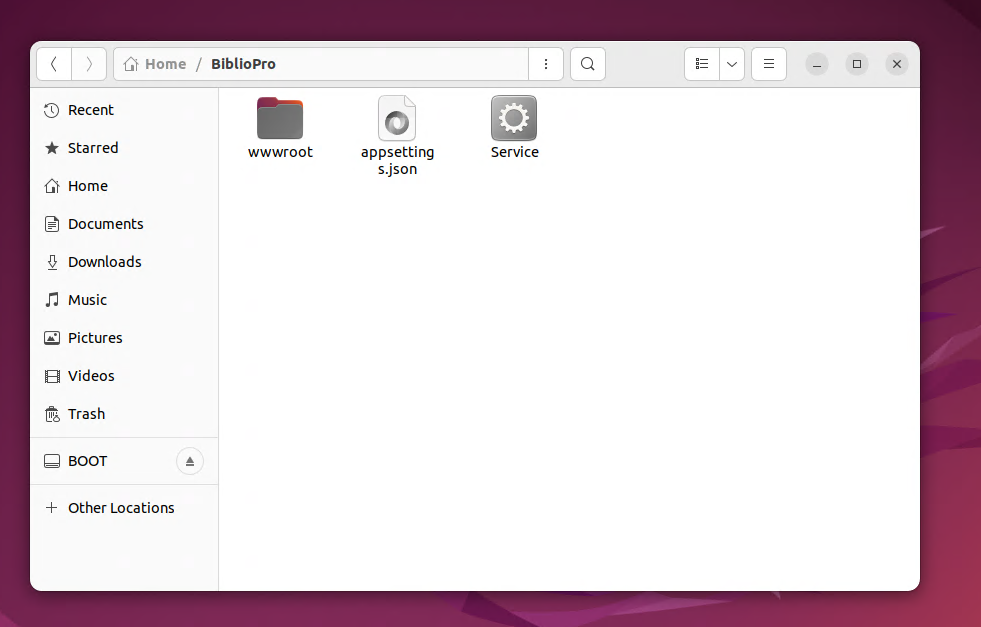 Home / BiblioPro
Recent
Starred
Home
Documents
Downloads
Music
Pictures
Videos
Trash
BOOT
Other Locations
wwwroot
appsetting
s.json
Service